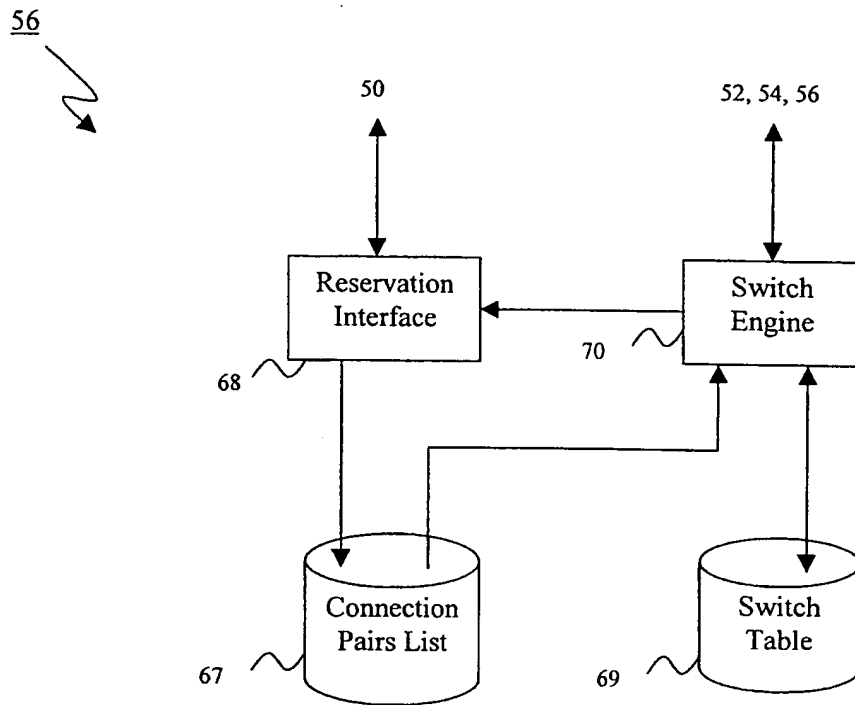 56
50
52, 54, 56
Reservation
Interface
Switch
Engine
68
70
Connection
Pairs List
Switch
Table
67
69